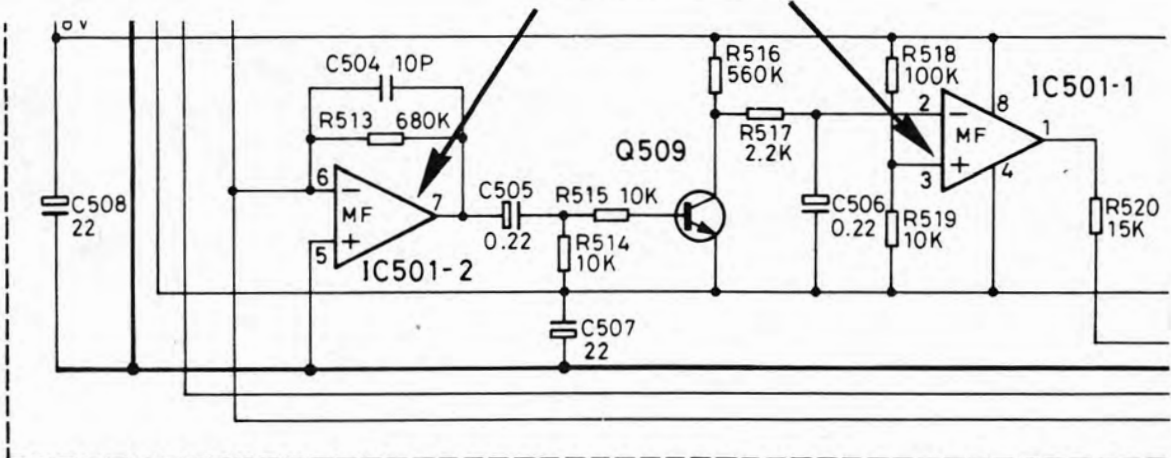 8V
C504 10P
R513 680K
6
7
MF
5
IC501-2
C508
22
C505
0.22
R515 10K
R514
10K
C507
22
Q509
R516
560K
R517
2.2K
C506
0.22
R518
100K
R519
10K
2
8
MF
3
4
1
IC501-1
R520
15K